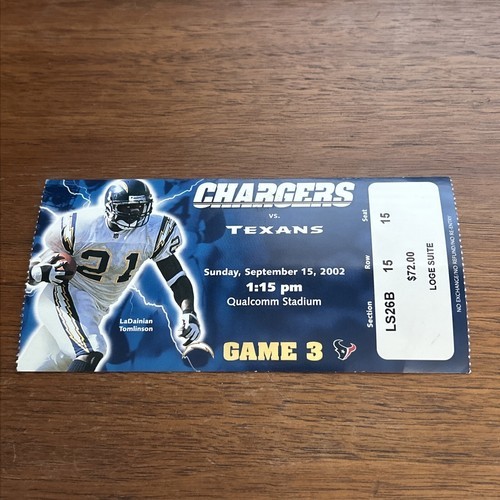 CHARGERS
VS.
TEXANS
Sunday, September 15, 2002
1:15 pm
Qualcomm Stadium
GAME 3
21
LaDainian
Tomlinson
Section Row Seat
LS26B 15 15
$72.00
LOGE SUITE
NO EXCHANGE/NO REFUND/NO RE-ENTRY